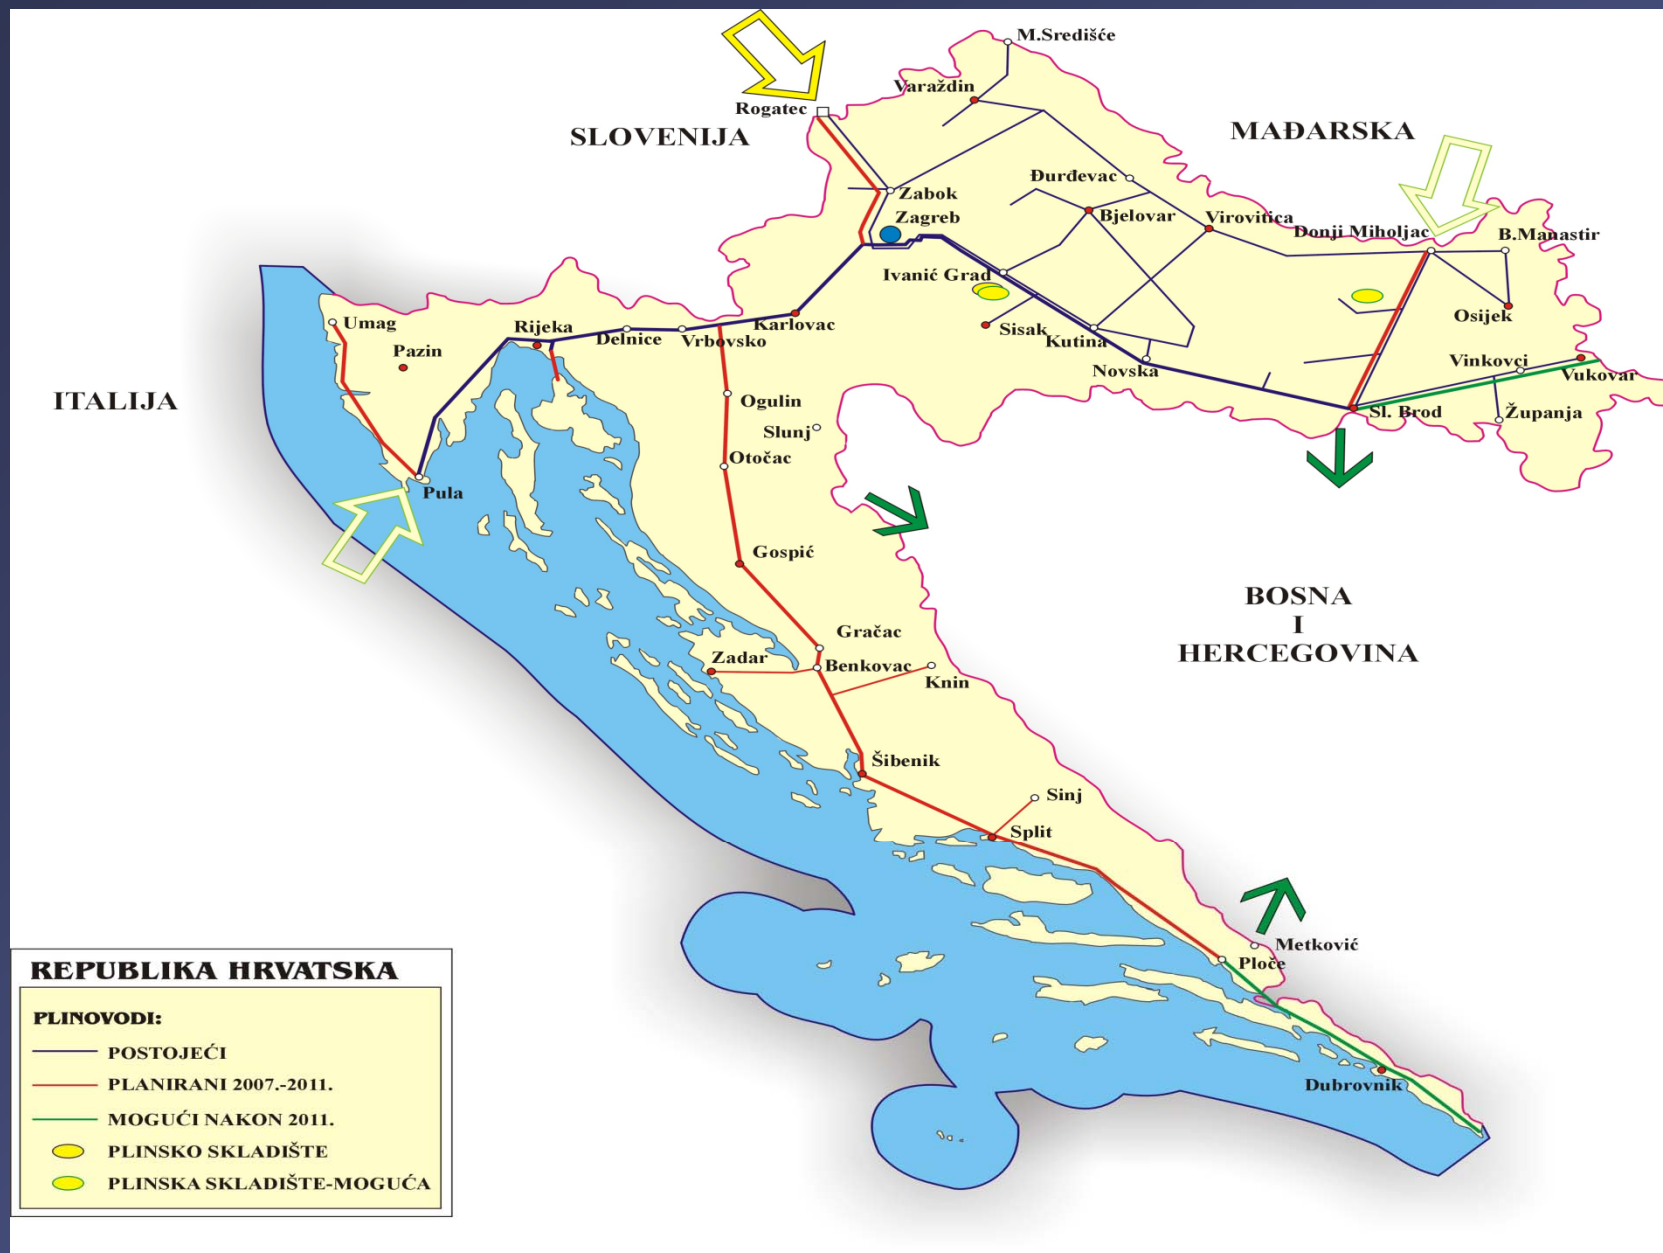 M.Središće
Varaždin
Rogatec
SLOVENIJA
MAĐARSKA
Đurđevac
Zabok
Zagreb
Bjelovar
Virovitica
Donji Miholjac
B.Manastir
Ivanić Grad
Umag
Rijeka
Delnice
Vrbovsko
Karlovac
Sisak
Kutina
Osijek
Pazin
Novska
Vinkovci
Vukovar
ITALIJA
Ogulin
Slunj
Sl. Brod
Županja
Otočac
Pula
Gospić
BOSNA
I
HERCEGOVINA
Gračac
Zadar
Benkovac
Knin
Šibenik
Sinj
Split
Metković
Ploče
Dubrovnik
REPUBLIKA HRVATSKA
PLINOVODI:
POSTOJEĆI
PLANIRANI 2007.-2011.
MOGUĆI NAKON 2011.
PLINSKO SKLADIŠTE
PLINSKA SKLADIŠTE-MOGUĆA